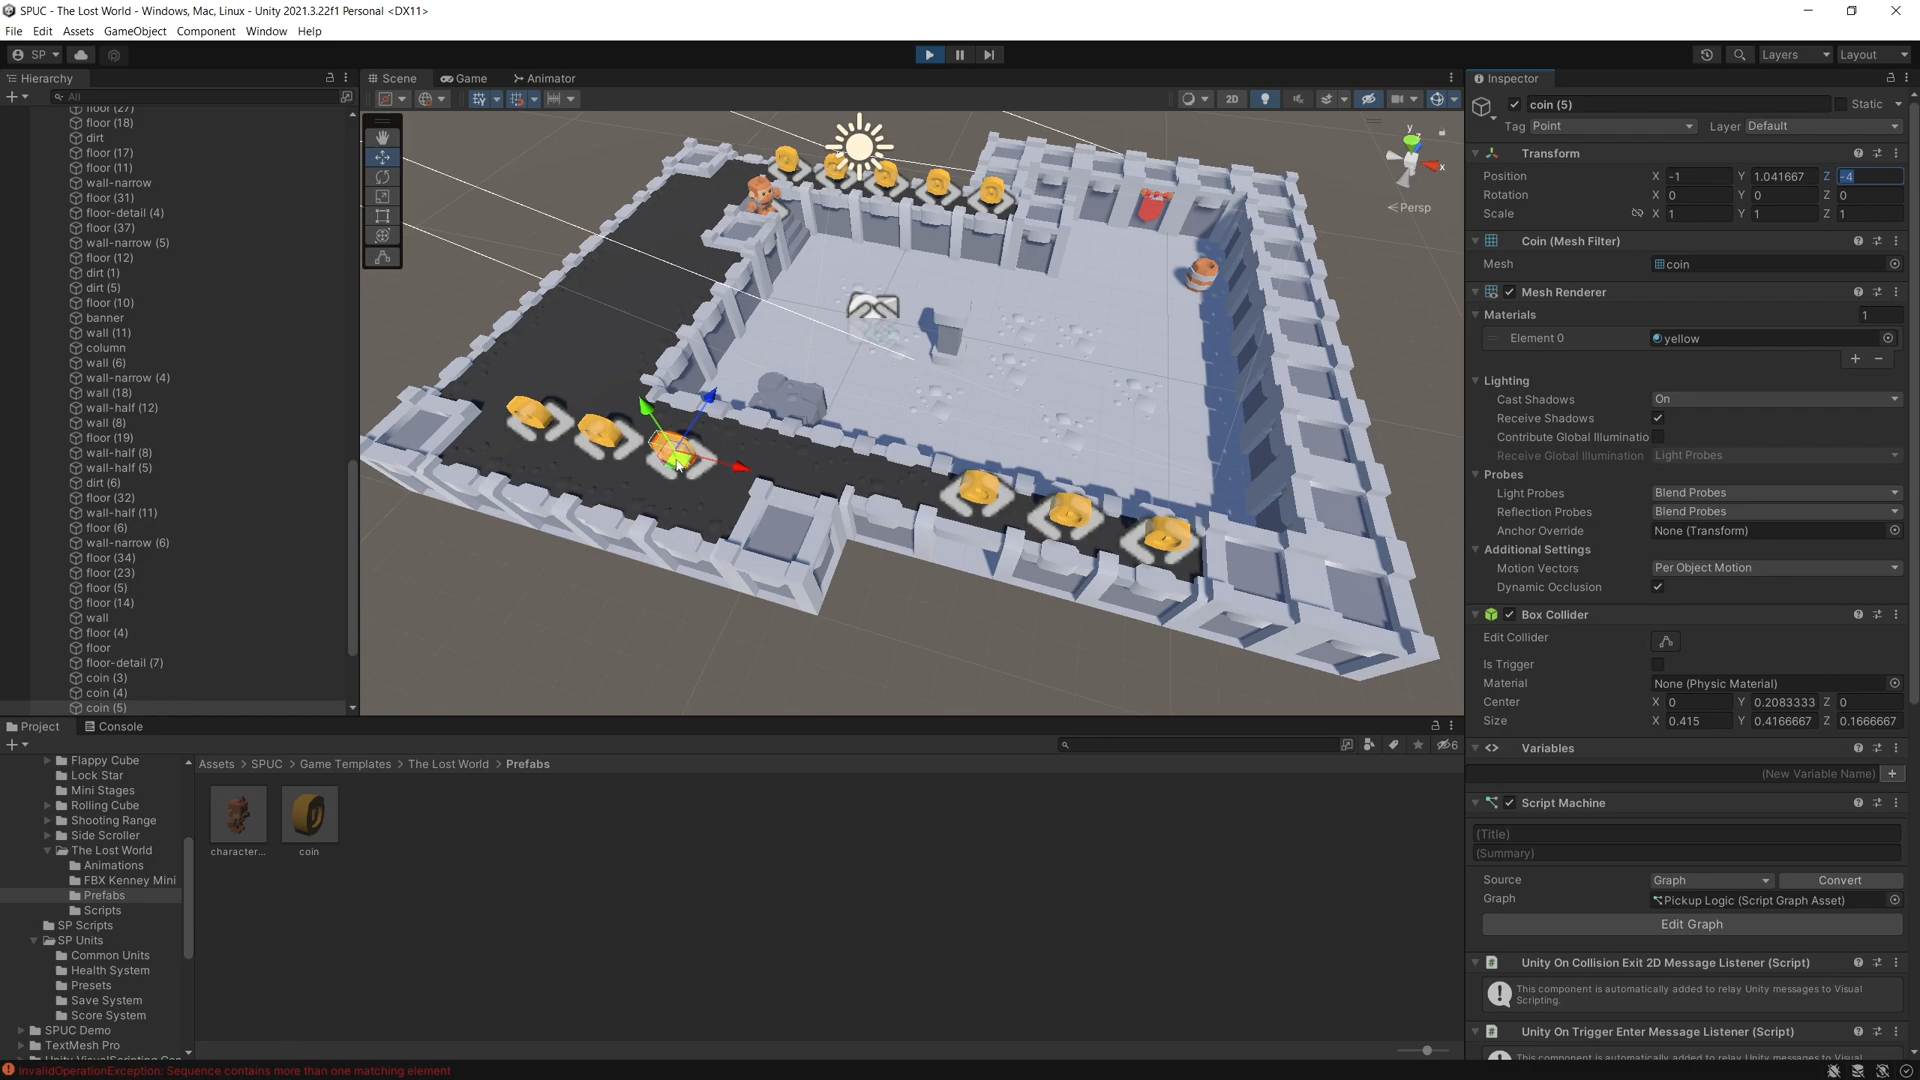 SPUC - The Lost World - Windows, Mac, Linux - Unity 2021.3.22f1 Personal <DX11>
File Edit Assets GameObject Component Window Help
SP Layers Layout
Hierarchy
All
floor (27)
floor (18)
dirt
floor (17)
floor (11)
wall-narrow
floor (31)
floor-detail (4)
floor (37)
wall-narrow (5)
floor (12)
dirt (1)
dirt (5)
floor (10)
banner
wall (11)
column
wall (6)
wall-narrow (4)
wall (18)
wall-half (12)
wall (8)
floor (19)
wall-half (8)
wall-half (5)
dirt (6)
floor (32)
wall-half (11)
floor (6)
wall-narrow (6)
floor (34)
floor (23)
floor (5)
floor (14)
wall
floor (4)
floor
floor-detail (7)
coin (3)
coin (4)
coin (5)
Scene Game Animator
2D
y
z
x
Persp
Inspector
coin (5) Static
Tag Point Layer Default
Transform
Position X -1 Y 1.041667 Z -4
Rotation X 0 Y 0 Z 0
Scale X 1 Y 1 Z 1
Coin (Mesh Filter)
Mesh coin
Mesh Renderer
Materials 1
Element 0 yellow
Lighting
Cast Shadows On
Receive Shadows
Contribute Global Illuminatio
Receive Global Illumination Light Probes
Probes
Light Probes Blend Probes
Reflection Probes Blend Probes
Anchor Override None (Transform)
Additional Settings
Motion Vectors Per Object Motion
Dynamic Occlusion
Box Collider
Edit Collider
Is Trigger
Material None (Physic Material)
Center X 0 Y 0.2083333 Z 0
Size X 0.415 Y 0.4166667 Z 0.1666667
Variables
(New Variable Name)
Script Machine
(Title)
(Summary)
Source Graph Convert
Graph Pickup Logic (Script Graph Asset)
Edit Graph
Unity On Collision Exit 2D Message Listener (Script)
This component is automatically added to relay Unity messages to Visual
Scripting.
Unity On Trigger Enter Message Listener (Script)
This component is automatically added to relay Unity messages to Visual
Project Console
6
Flappy Cube
Lock Star
Mini Stages
Rolling Cube
Shooting Range
Side Scroller
The Lost World
Animations
FBX Kenney Mini
Prefabs
Scripts
SP Scripts
SP Units
Common Units
Health System
Presets
Save System
Score System
SPUC Demo
TextMesh Pro
Assets > SPUC > Game Templates > The Lost World > Prefabs
character... coin
InvalidOperationException: Sequence contains more than one matching element